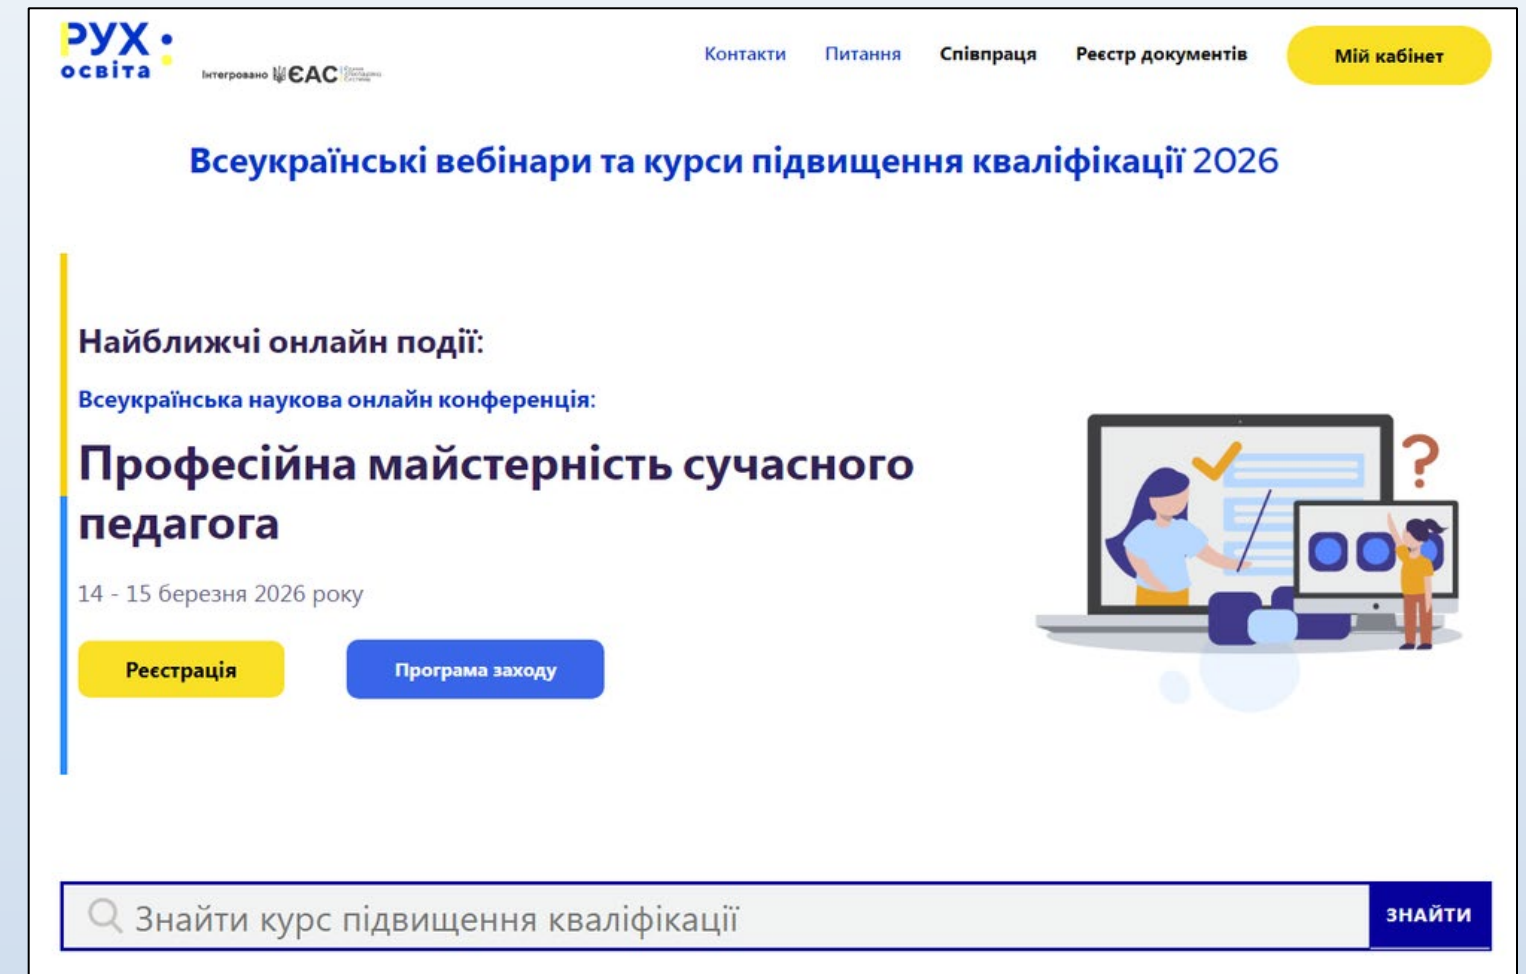 РУХ
освіта
Інтегровано ЄАС
Контакти Питання Співпраця Реєстр документів Мій кабінет
Всеукраїнські вебінари та курси підвищення кваліфікації 2026
Найближчі онлайн події:
Всеукраїнська наукова онлайн конференція:
Професійна майстерність сучасного
педагога
14 - 15 березня 2026 року
Реєстрація Програма заходу
Знайти курс підвищення кваліфікації ЗНАЙТИ